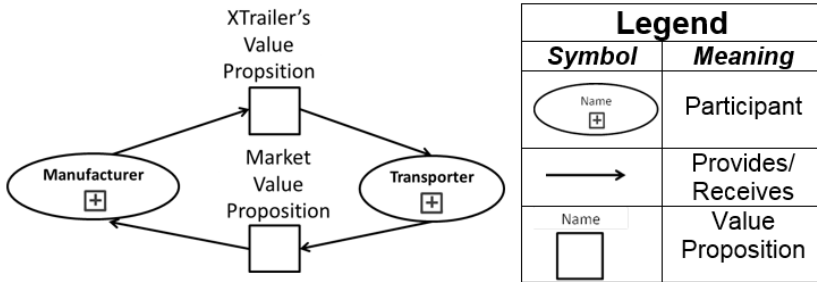 XTrailer's
Value
Propsition
Manufacturer
Market
Value
Proposition
Transporter
Legend
Symbol Meaning
Name
Participant
Provides/
Receives
Name
Value
Proposition